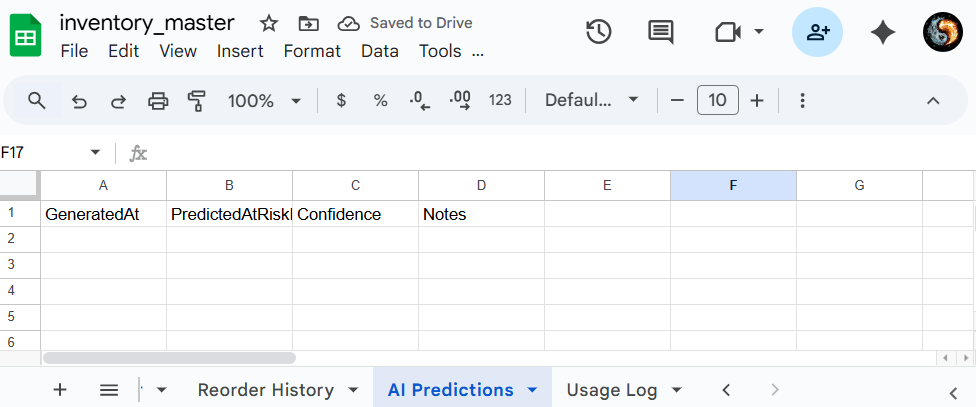 inventory_master Saved to Drive
File Edit View Insert Format Data Tools ...
100% $ % .0 .00 123 Defaul... 10
F17 fx
A B C D E F G
1 GeneratedAt PredictedAtRiskI Confidence Notes
2
3
4
5
6
Reorder History AI Predictions Usage Log